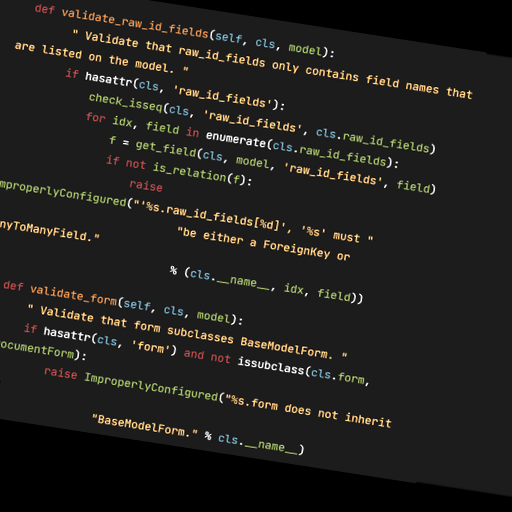 def validate_raw_id_fields(self, cls, model):
" Validate that raw_id_fields only contains field names that
are listed on the model. "
if hasattr(cls, 'raw_id_fields'):
check_isseq(cls, 'raw_id_fields', cls.raw_id_fields)
for idx, field in enumerate(cls.raw_id_fields):
f = get_field(cls, model, 'raw_id_fields', field)
if not is_relation(f):
raise
mproperlyConfigured("'%s.raw_id_fields[%d]', '%s' must "
"be either a ForeignKey or
nyToManyField."
% (cls.__name__, idx, field))
def validate_form(self, cls, model):
" Validate that form subclasses BaseModelForm. "
if hasattr(cls, 'form') and not issubclass(cls.form,
ocumentForm):
raise ImproperlyConfigured("%s.form does not inherit
"BaseModelForm." % cls.__name__)